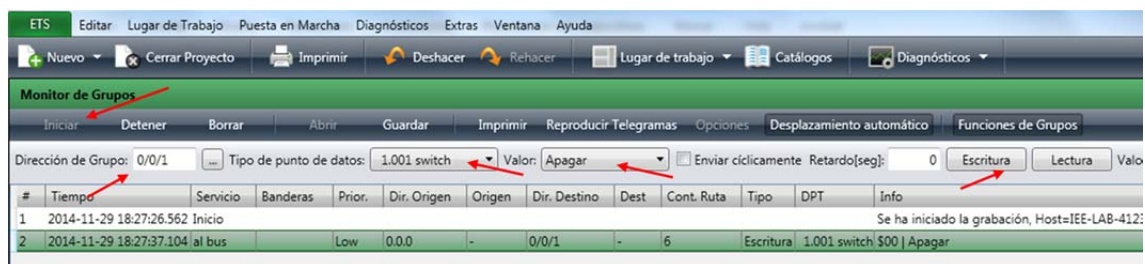 ETS Editar Lugar de Trabajo Puesta en Marcha Diagnósticos Extras Ventana Ayuda
Nuevo Cerrar Proyecto Imprimir Deshacer Rehacer Lugar de trabajo Catálogos Diagnósticos
Monitor de Grupos
Iniciar Detener Borrar Abrir Guardar Imprimir Reproducir Telegramas Opciones Desplazamiento automático Funciones de Grupos
Dirección de Grupo: 0/0/1 ... Tipo de punto de datos: 1.001 switch Valor: Apagar Enviar cíclicamente Retardo[seg]: 0 Escritura Lectura Valo
# Tiempo Servicio Banderas Prior. Dir. Origen Origen Dir. Destino Dest Cont. Ruta Tipo DPT Info
1 2014-11-29 18:27:26.562 Inicio Se ha iniciado la grabación, Host=IEE-LAB-4123
2 2014-11-29 18:27:37.104 al bus Low 0.0.0 - 0/0/1 - 6 Escritura 1.001 switch $00 | Apagar